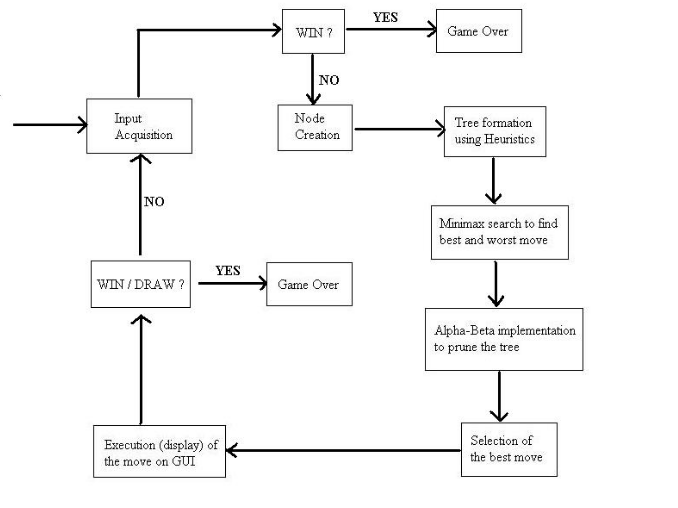 WIN ?
YES
Game Over
NO
Input
Acquisition
Node
Creation
Tree formation
using Heuristics
Minimax search to find
best and worst move
Alpha-Beta implementation
to prune the tree
Selection of
the best move
Execution (display) of
the move on GUI
WIN / DRAW ?
YES
Game Over
NO